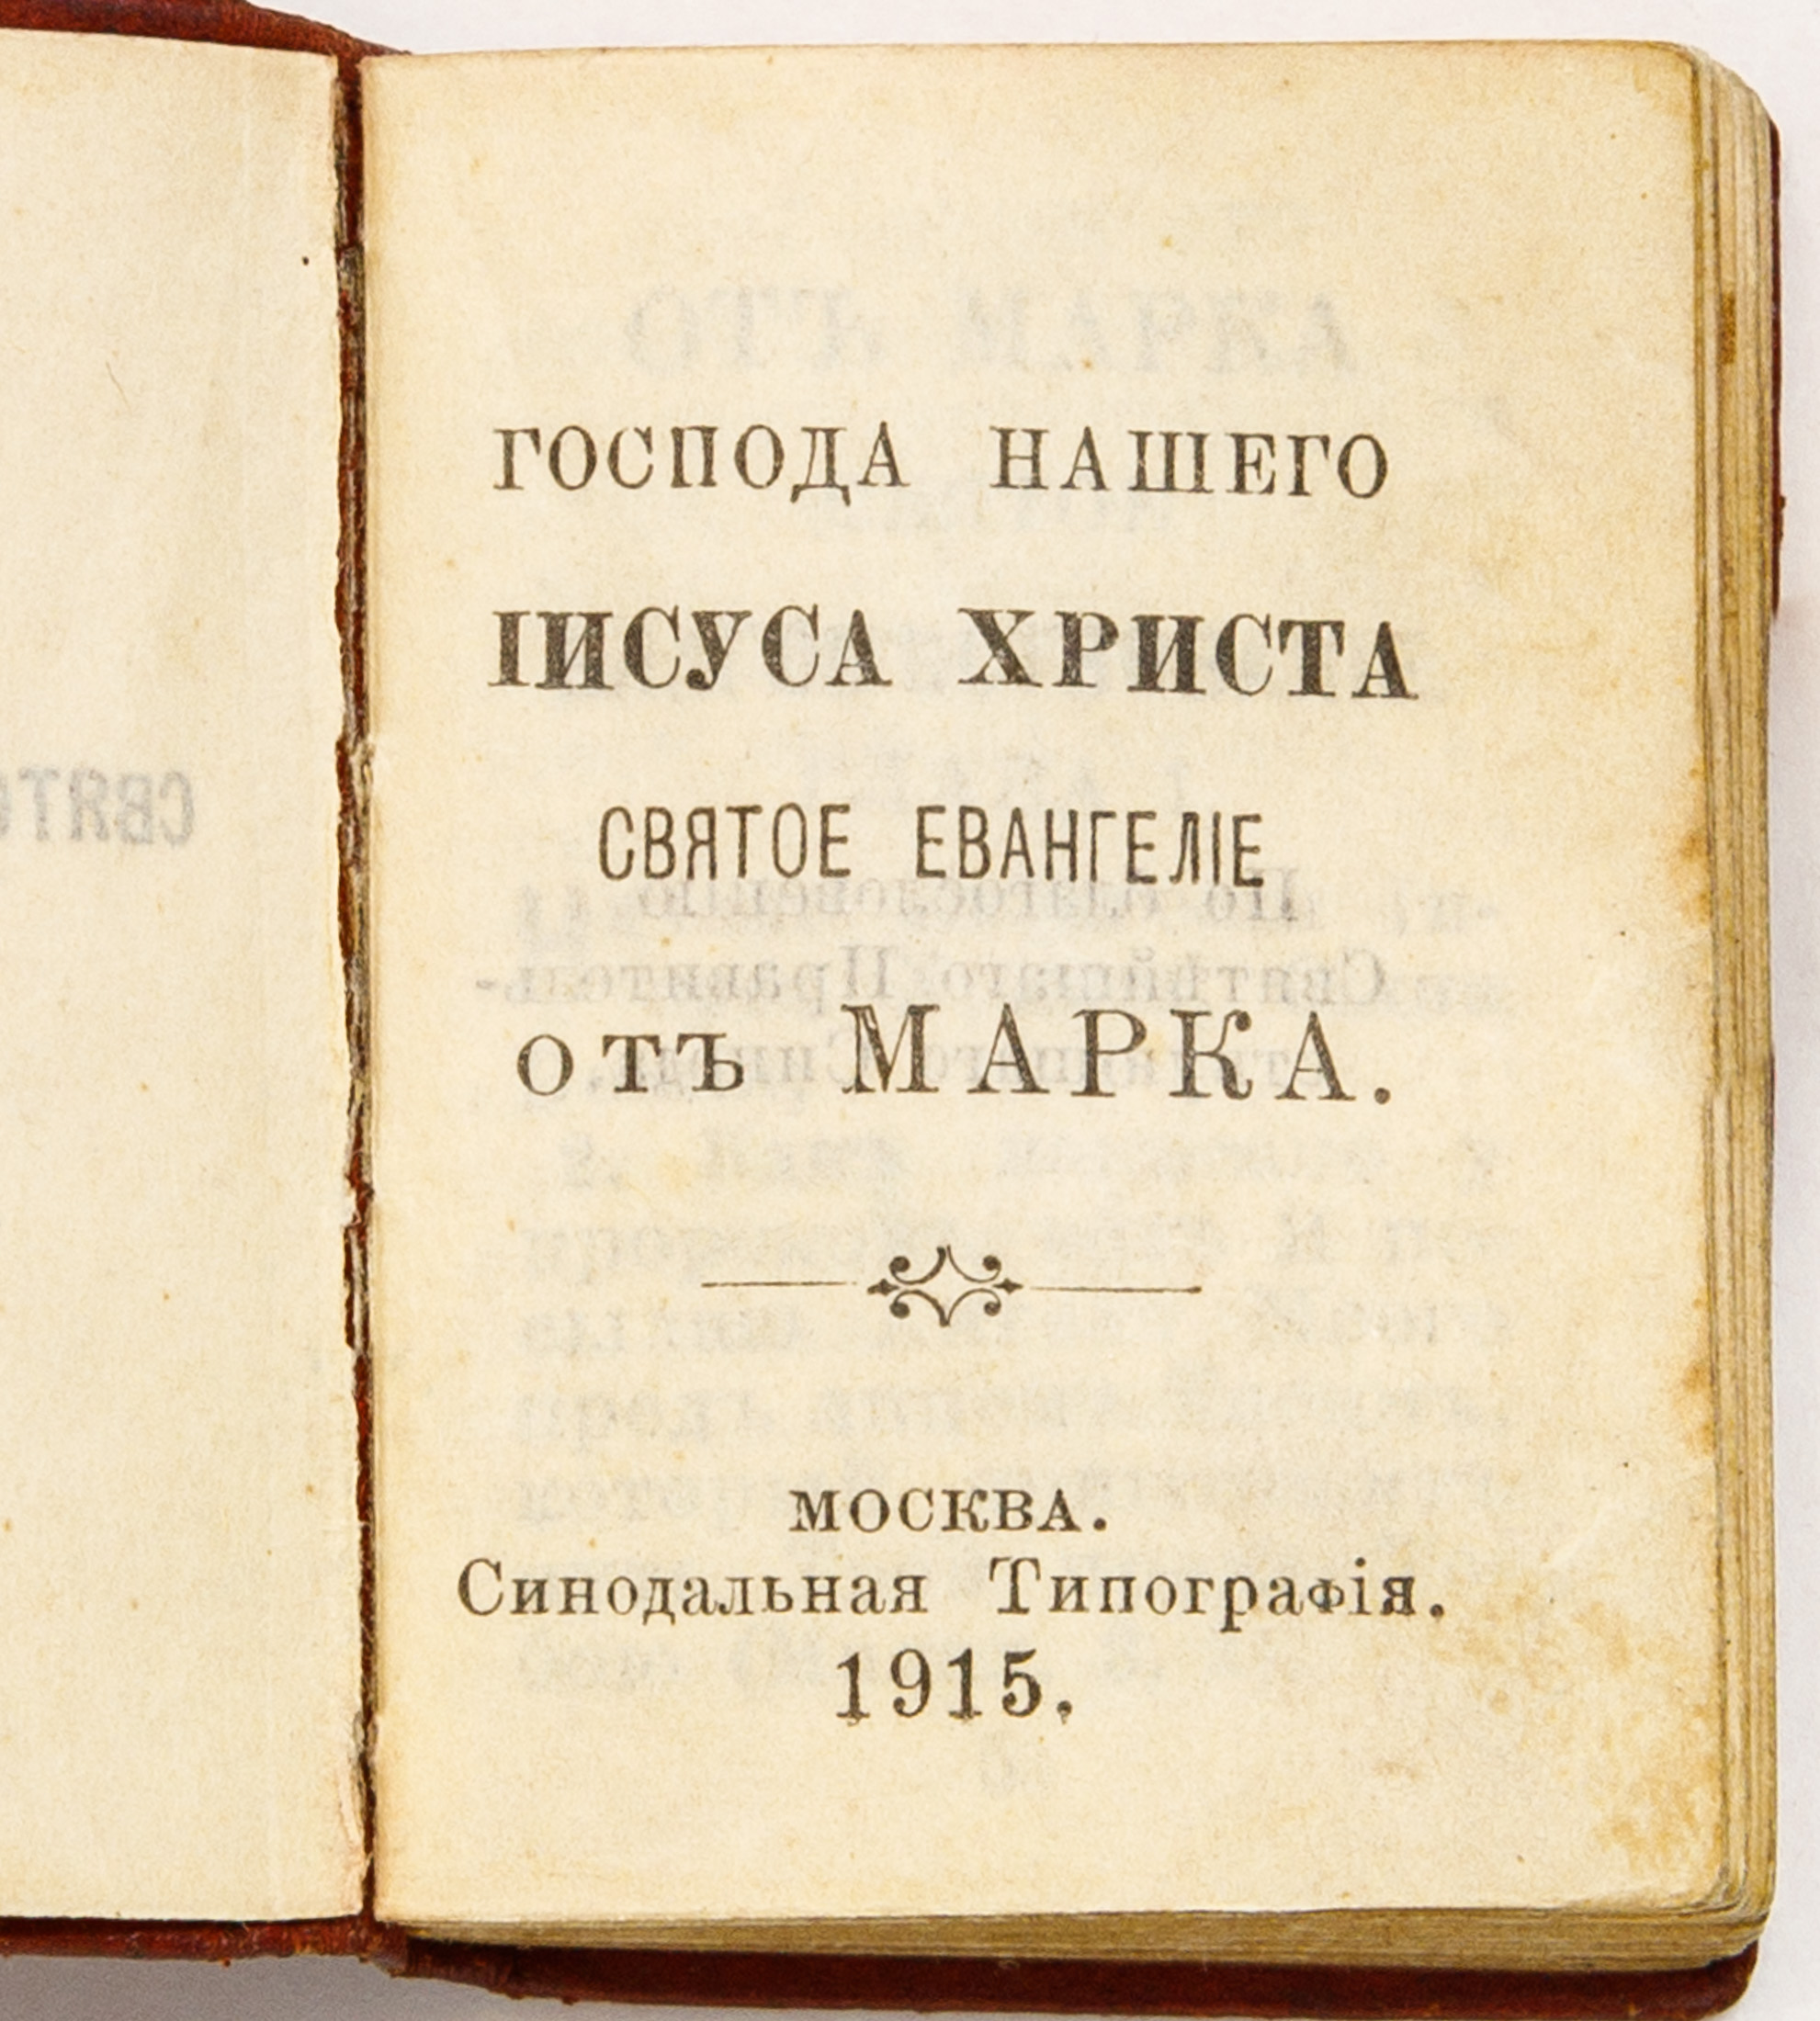 ГОСПОДА НАШЕГО
ІИСУСА ХРИСТА
СВЯТОЕ ЕВАНГЕЛІЕ
отъ МАРКА.
МОСКВА.
Синодальная Типографія.
1915.